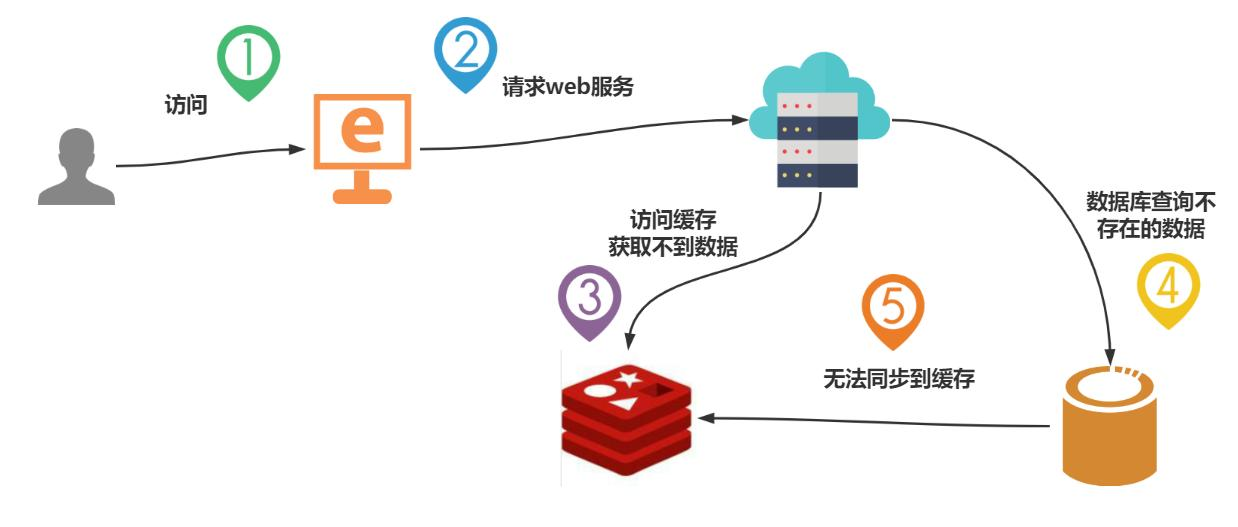 1
访问
2
请求web服务
e
访问缓存
获取不到数据
3
数据库查询不
存在的数据
4
5
无法同步到缓存